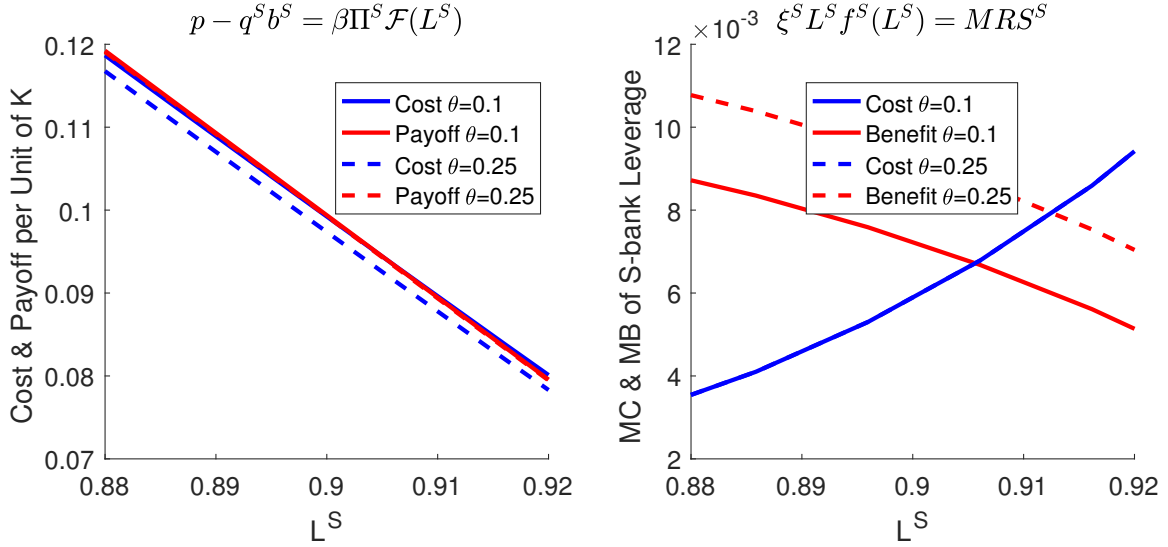 p − q^S b^S = βΠ^S 𝓕(L^S)
Cost & Payoff per Unit of K
0.12
0.11
0.1
0.09
0.08
0.07
Cost θ=0.1
Payoff θ=0.1
Cost θ=0.25
Payoff θ=0.25
0.88
0.89
0.9
0.91
0.92
L^S
ξ^S L^S f^S(L^S) = MRS^S
×10^-3
MC & MB of S-bank Leverage
12
10
8
6
4
2
Cost θ=0.1
Benefit θ=0.1
Cost θ=0.25
Benefit θ=0.25
0.88
0.89
0.9
0.91
0.92
L^S